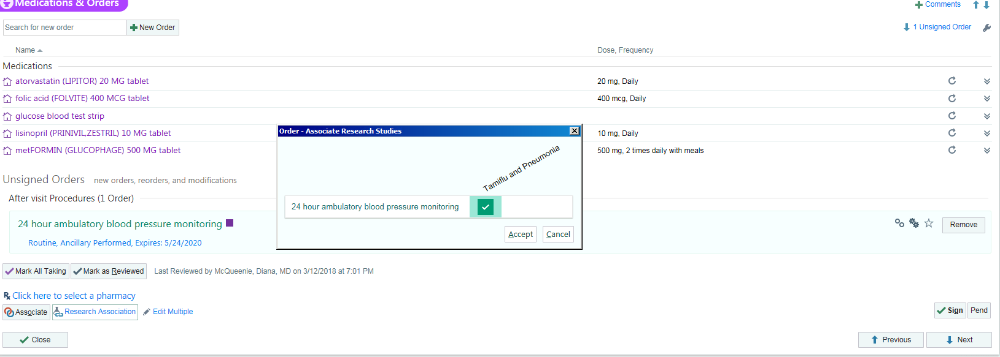 Medications & Orders
Comments
Search for new order
New Order
1 Unsigned Order
Name
Dose, Frequency
Medications
atorvastatin (LIPITOR) 20 MG tablet
20 mg, Daily
folic acid (FOLVITE) 400 MCG tablet
400 mcg, Daily
glucose blood test strip
lisinopril (PRINIVIL,ZESTRIL) 10 MG tablet
10 mg, Daily
metFORMIN (GLUCOPHAGE) 500 MG tablet
500 mg, 2 times daily with meals
Order - Associate Research Studies
Tamiflu and Pneumonia
24 hour ambulatory blood pressure monitoring
Accept
Cancel
Unsigned Orders
new orders, reorders, and modifications
After visit Procedures (1 Order)
24 hour ambulatory blood pressure monitoring
Remove
Routine, Ancillary Performed, Expires: 5/24/2020
Mark All Taking
Mark as Reviewed
Last Reviewed by McQueenie, Diana, MD on 3/12/2018 at 7:01 PM
Rx Click here to select a pharmacy
Associate
Research Association
Edit Multiple
Sign
Pend
Close
Previous
Next